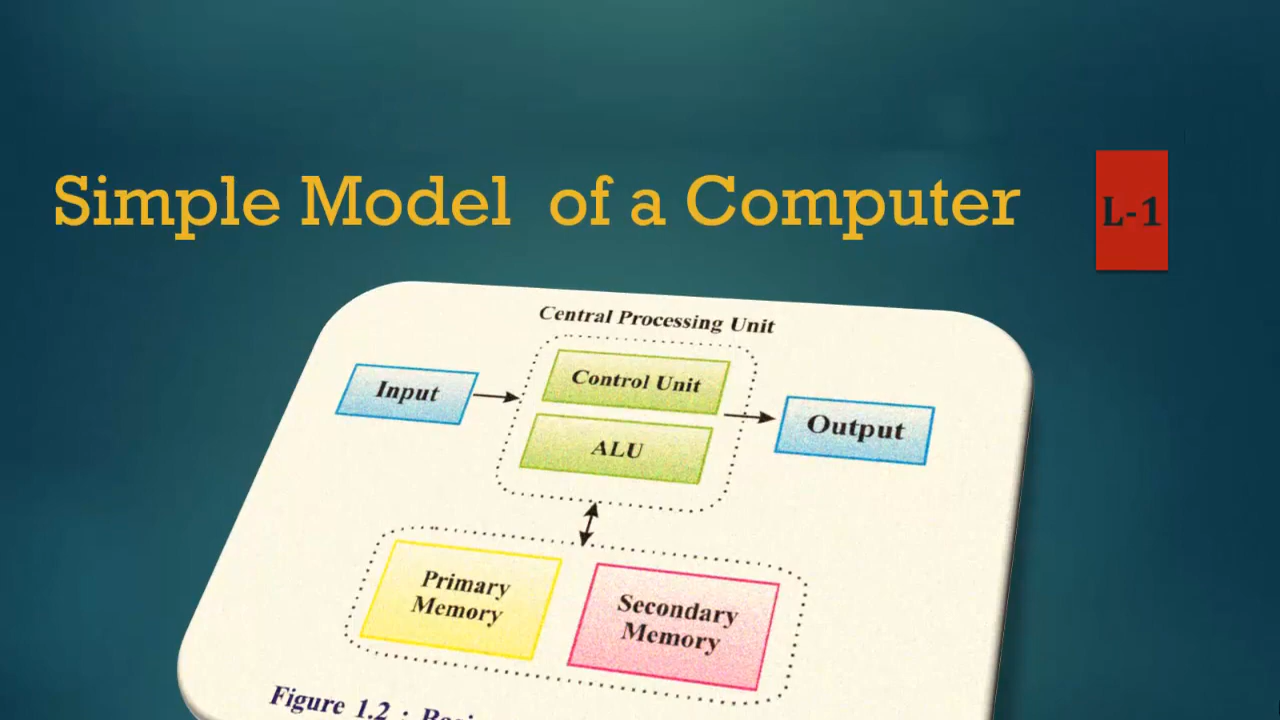 Simple Model of a Computer
L-1
Central Processing Unit
Input
Control Unit
ALU
Output
Primary
Memory
Secondary
Memory
Figure 1.2 :